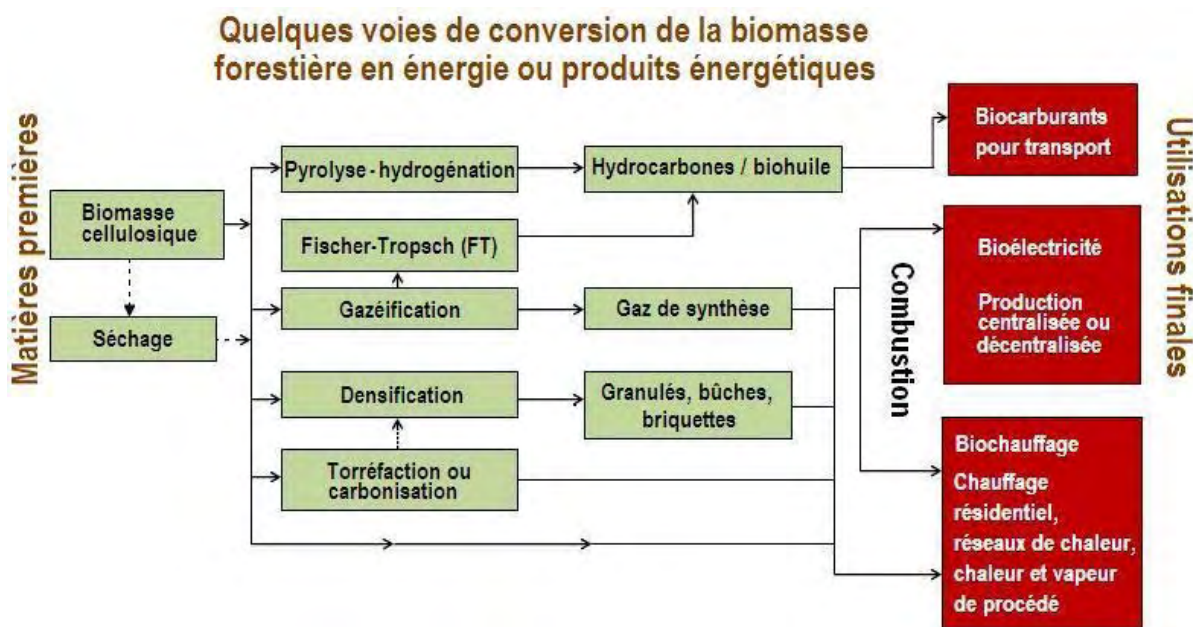 Quelques voies de conversion de la biomasse
forestière en énergie ou produits énergétiques
Matières premières
Biomasse
cellulosique
Séchage
Pyrolyse - hydrogénation
Fischer-Tropsch (FT)
Gazéification
Densification
Torréfaction ou
carbonisation
Hydrocarbones / biohuile
Gaz de synthèse
Granulés, bûches,
briquettes
Combustion
Biocarburants
pour transport
Bioélectricité
Production
centralisée ou
décentralisée
Biochauffage
Chauffage
résidentiel,
réseaux de chaleur,
chaleur et vapeur
de procédé
Utilisations finales